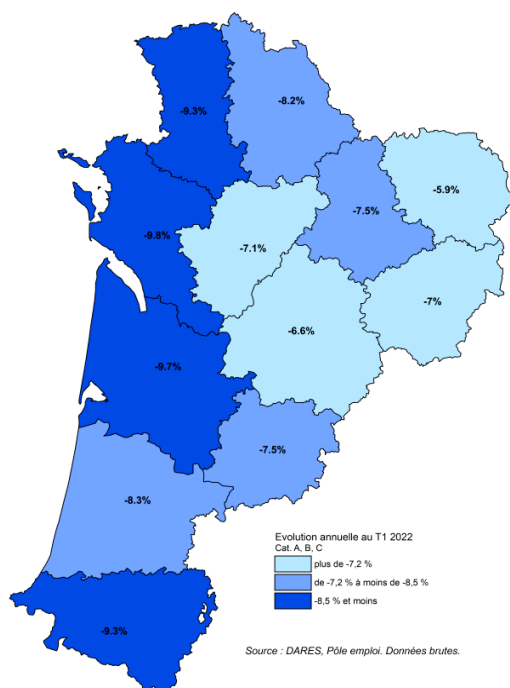 -9.3%
-8.2%
-5.9%
-7.5%
-9.8%
-7.1%
-7%
-6.6%
-9.7%
-7.5%
-8.3%
-9.3%
Evolution annuelle au T1 2022
Cat. A, B, C
plus de -7,2 %
de -7,2 % à moins de -8,5 %
-8,5 % et moins
Source : DARES, Pôle emploi. Données brutes.